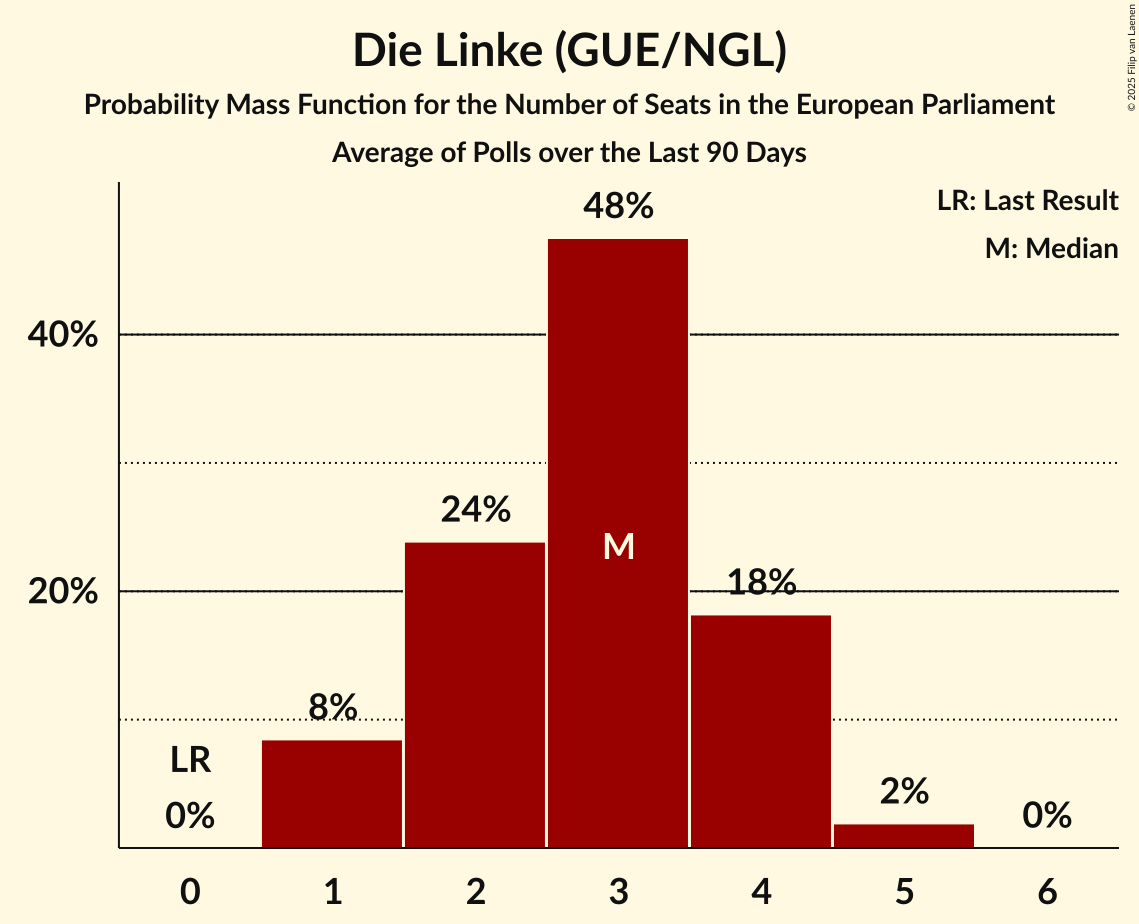 Die Linke (GUE/NGL)
Probability Mass Function for the Number of Seats in the European Parliament
Average of Polls over the Last 90 Days
© 2025 Filip van Laenen
LR: Last Result
M: Median
48%
40%
24%
M
20%
18%
8%
LR
2%
0%
0%
0 1 2 3 4 5 6